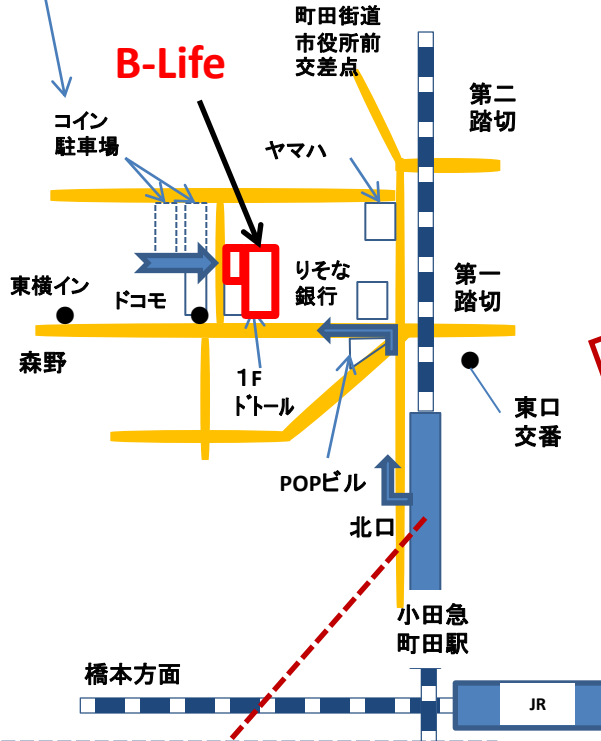 町田街道
市役所前
交差点
B-Life
第二
踏切
コイン
駐車場
ヤマハ
りそな
銀行
第一
踏切
東横イン
ドコモ
森野
1F
ドトール
東口
交番
POPビル
北口
小田急
町田駅
橋本方面
JR